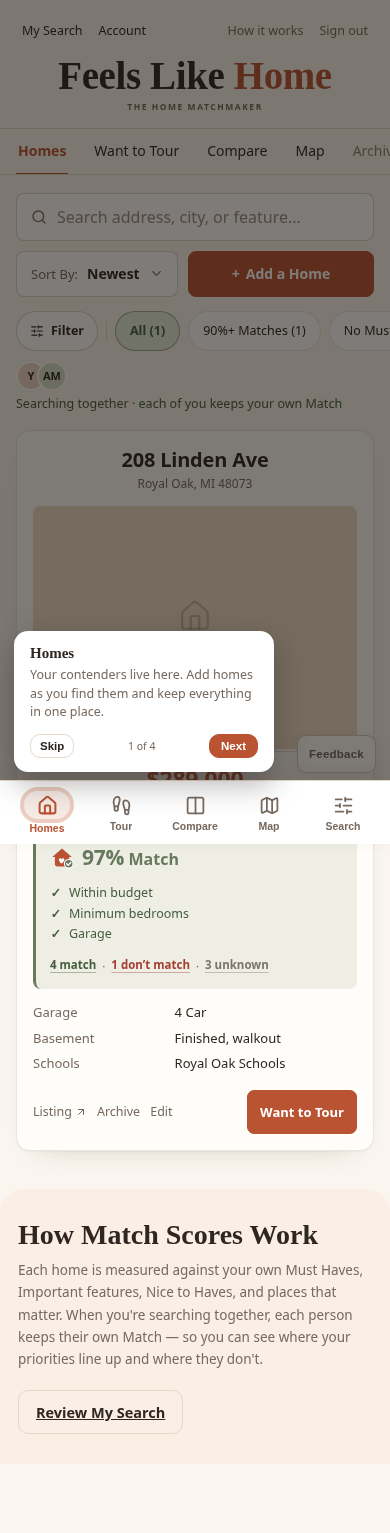 My Search Account How it works Sign out
Feels Like Home
THE HOME MATCHMAKER
Homes Want to Tour Compare Map Archiv
Search address, city, or feature...
Sort By: Newest + Add a Home
Filter All (1) 90%+ Matches (1) No Mus
Y AM
Searching together · each of you keeps your own Match
208 Linden Ave
Royal Oak, MI 48073
Homes
Your contenders live here. Add homes
as you find them and keep everything
in one place.
Skip 1 of 4 Next
Feedback
$289,000
Homes Tour Compare Map Search
97% Match
✓ Within budget
✓ Minimum bedrooms
✓ Garage
4 match · 1 don’t match · 3 unknown
Garage 4 Car
Basement Finished, walkout
Schools Royal Oak Schools
Listing ↗ Archive Edit Want to Tour
How Match Scores Work
Each home is measured against your own Must Haves,
Important features, Nice to Haves, and places that
matter. When you're searching together, each person
keeps their own Match — so you can see where your
priorities line up and where they don't.
Review My Search